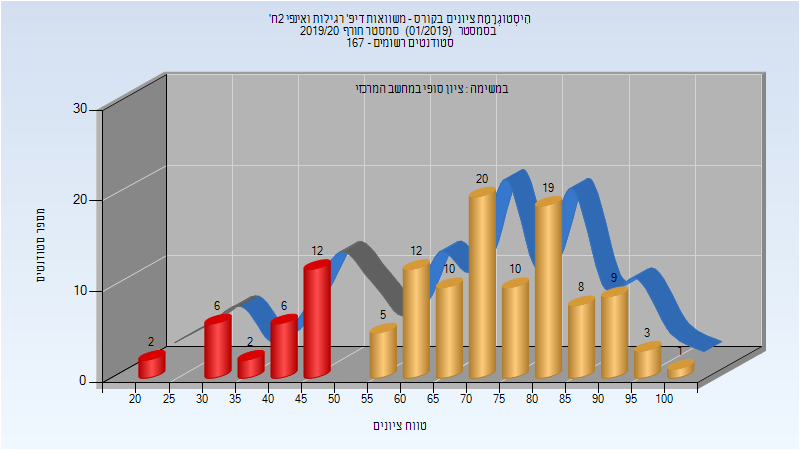 היסטוגרמת ציונים בקורס - משוואות דיפ' רגילות ואינפי 2ח'
בסמסטר (01/2019) סמסטר חורף 2019/20
סטודנטים רשומים - 167
במשימה : ציון סופי במחשב המרכזי
מספר סטודנטים
30
20
10
0
2
6
2
6
12
5
12
10
20
10
19
8
9
3
1
20 25 30 35 40 45 50 55 60 65 70 75 80 85 90 95 100
טווח ציונים